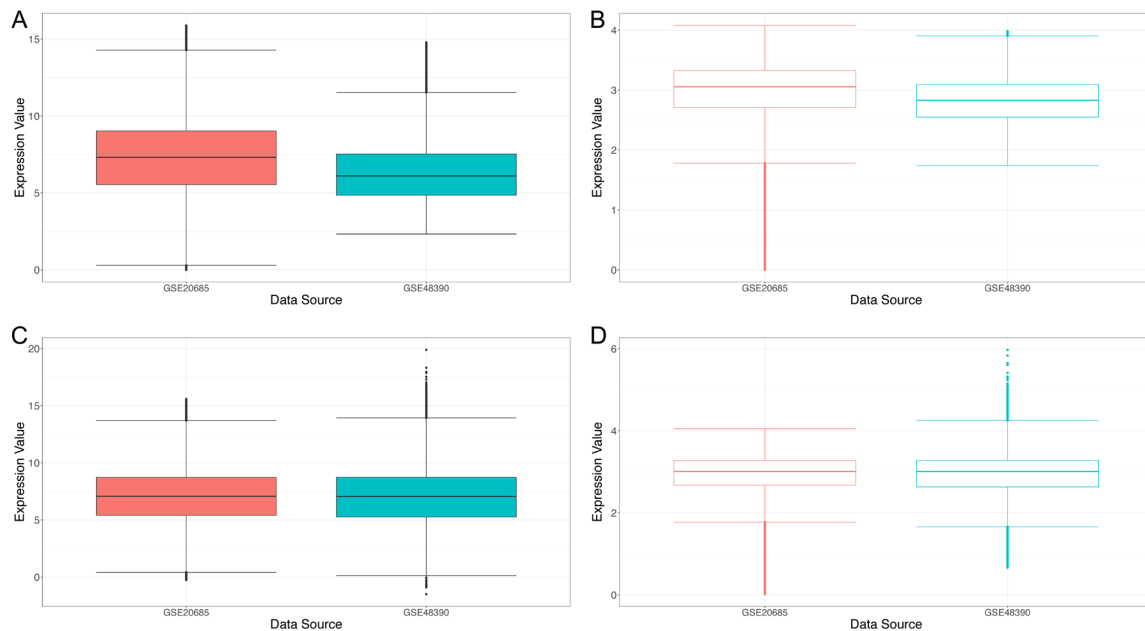 A
Expression Value
15
10
5
0
GSE20685
GSE48390
Data Source
B
Expression Value
4
3
2
1
0
GSE20685
GSE48390
Data Source
C
Expression Value
20
15
10
5
0
GSE20685
GSE48390
Data Source
D
Expression Value
6
4
2
0
GSE20685
GSE48390
Data Source